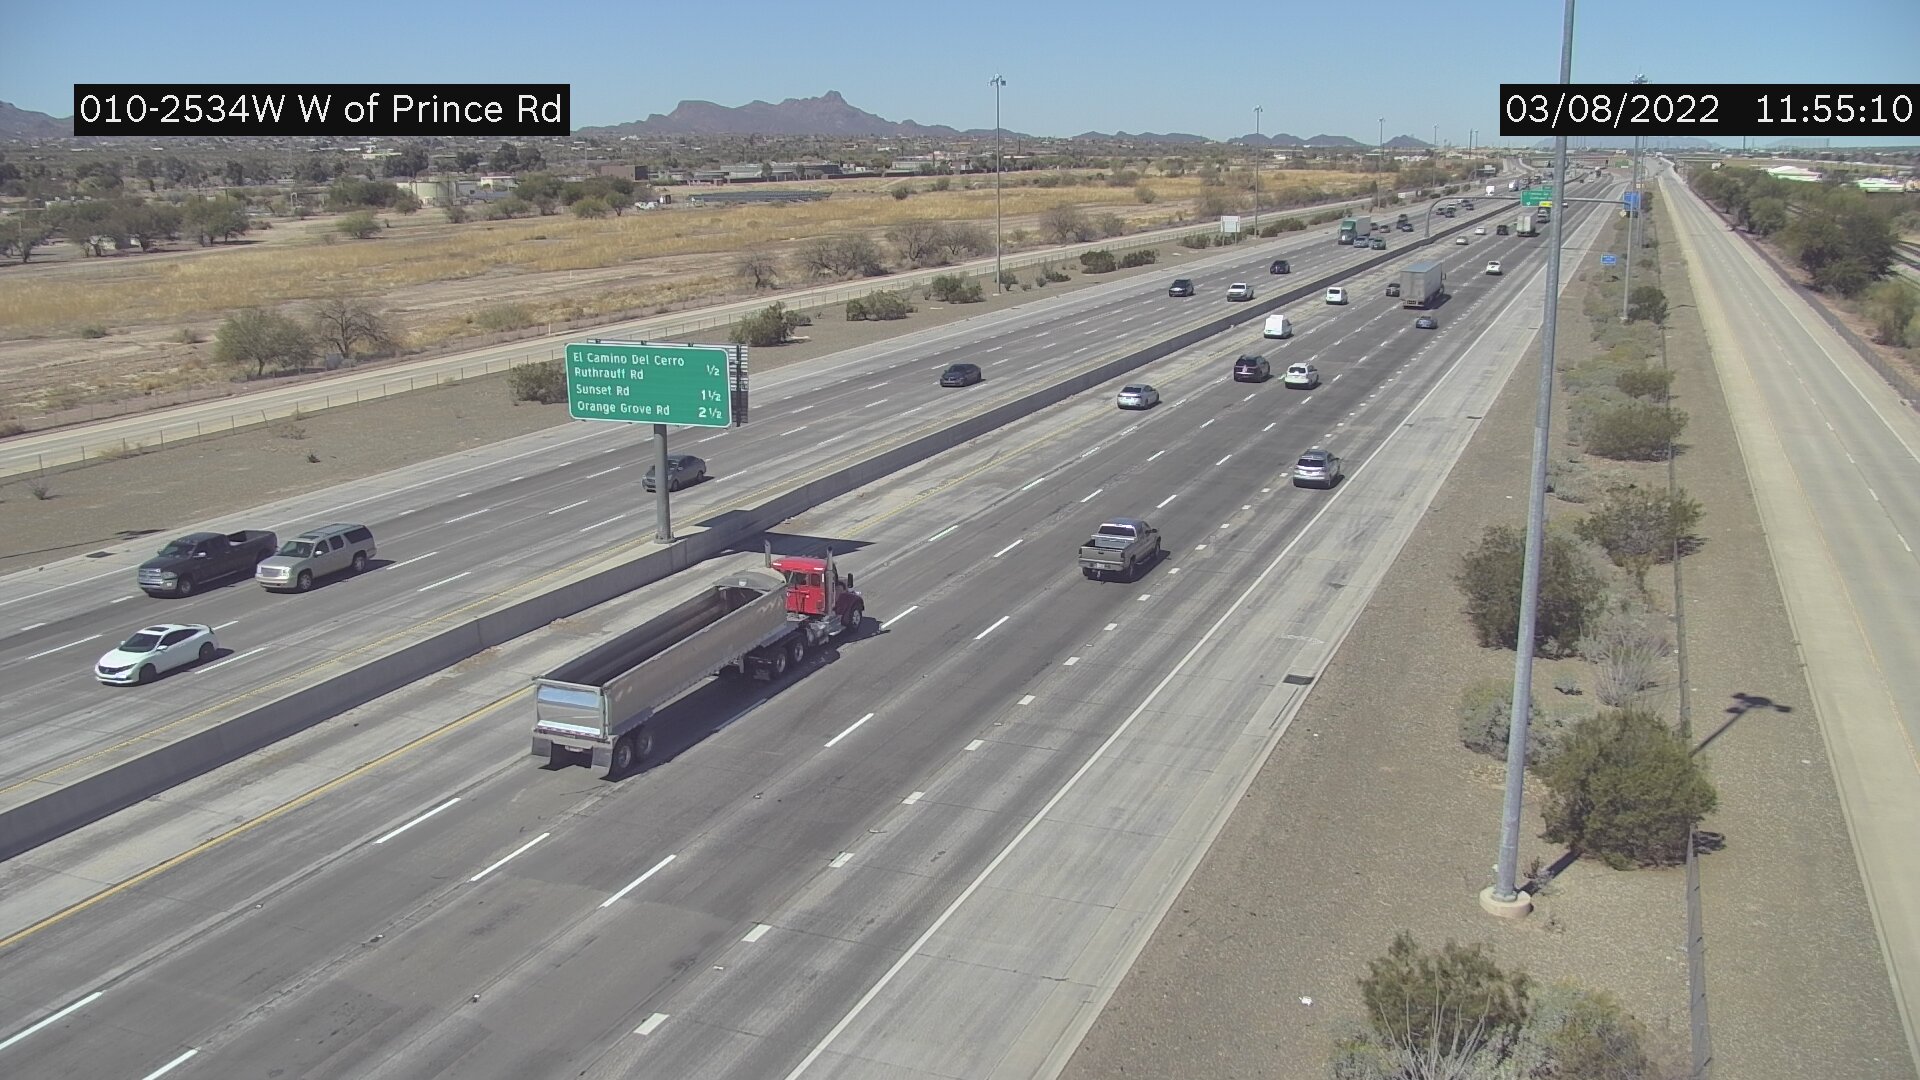 010-2534W W of Prince Rd
03/08/2022 11:55:10
El Camino Del Cerro
Ruthrauff Rd 1/2
Sunset Rd 1 1/2
Orange Grove Rd 2 1/2